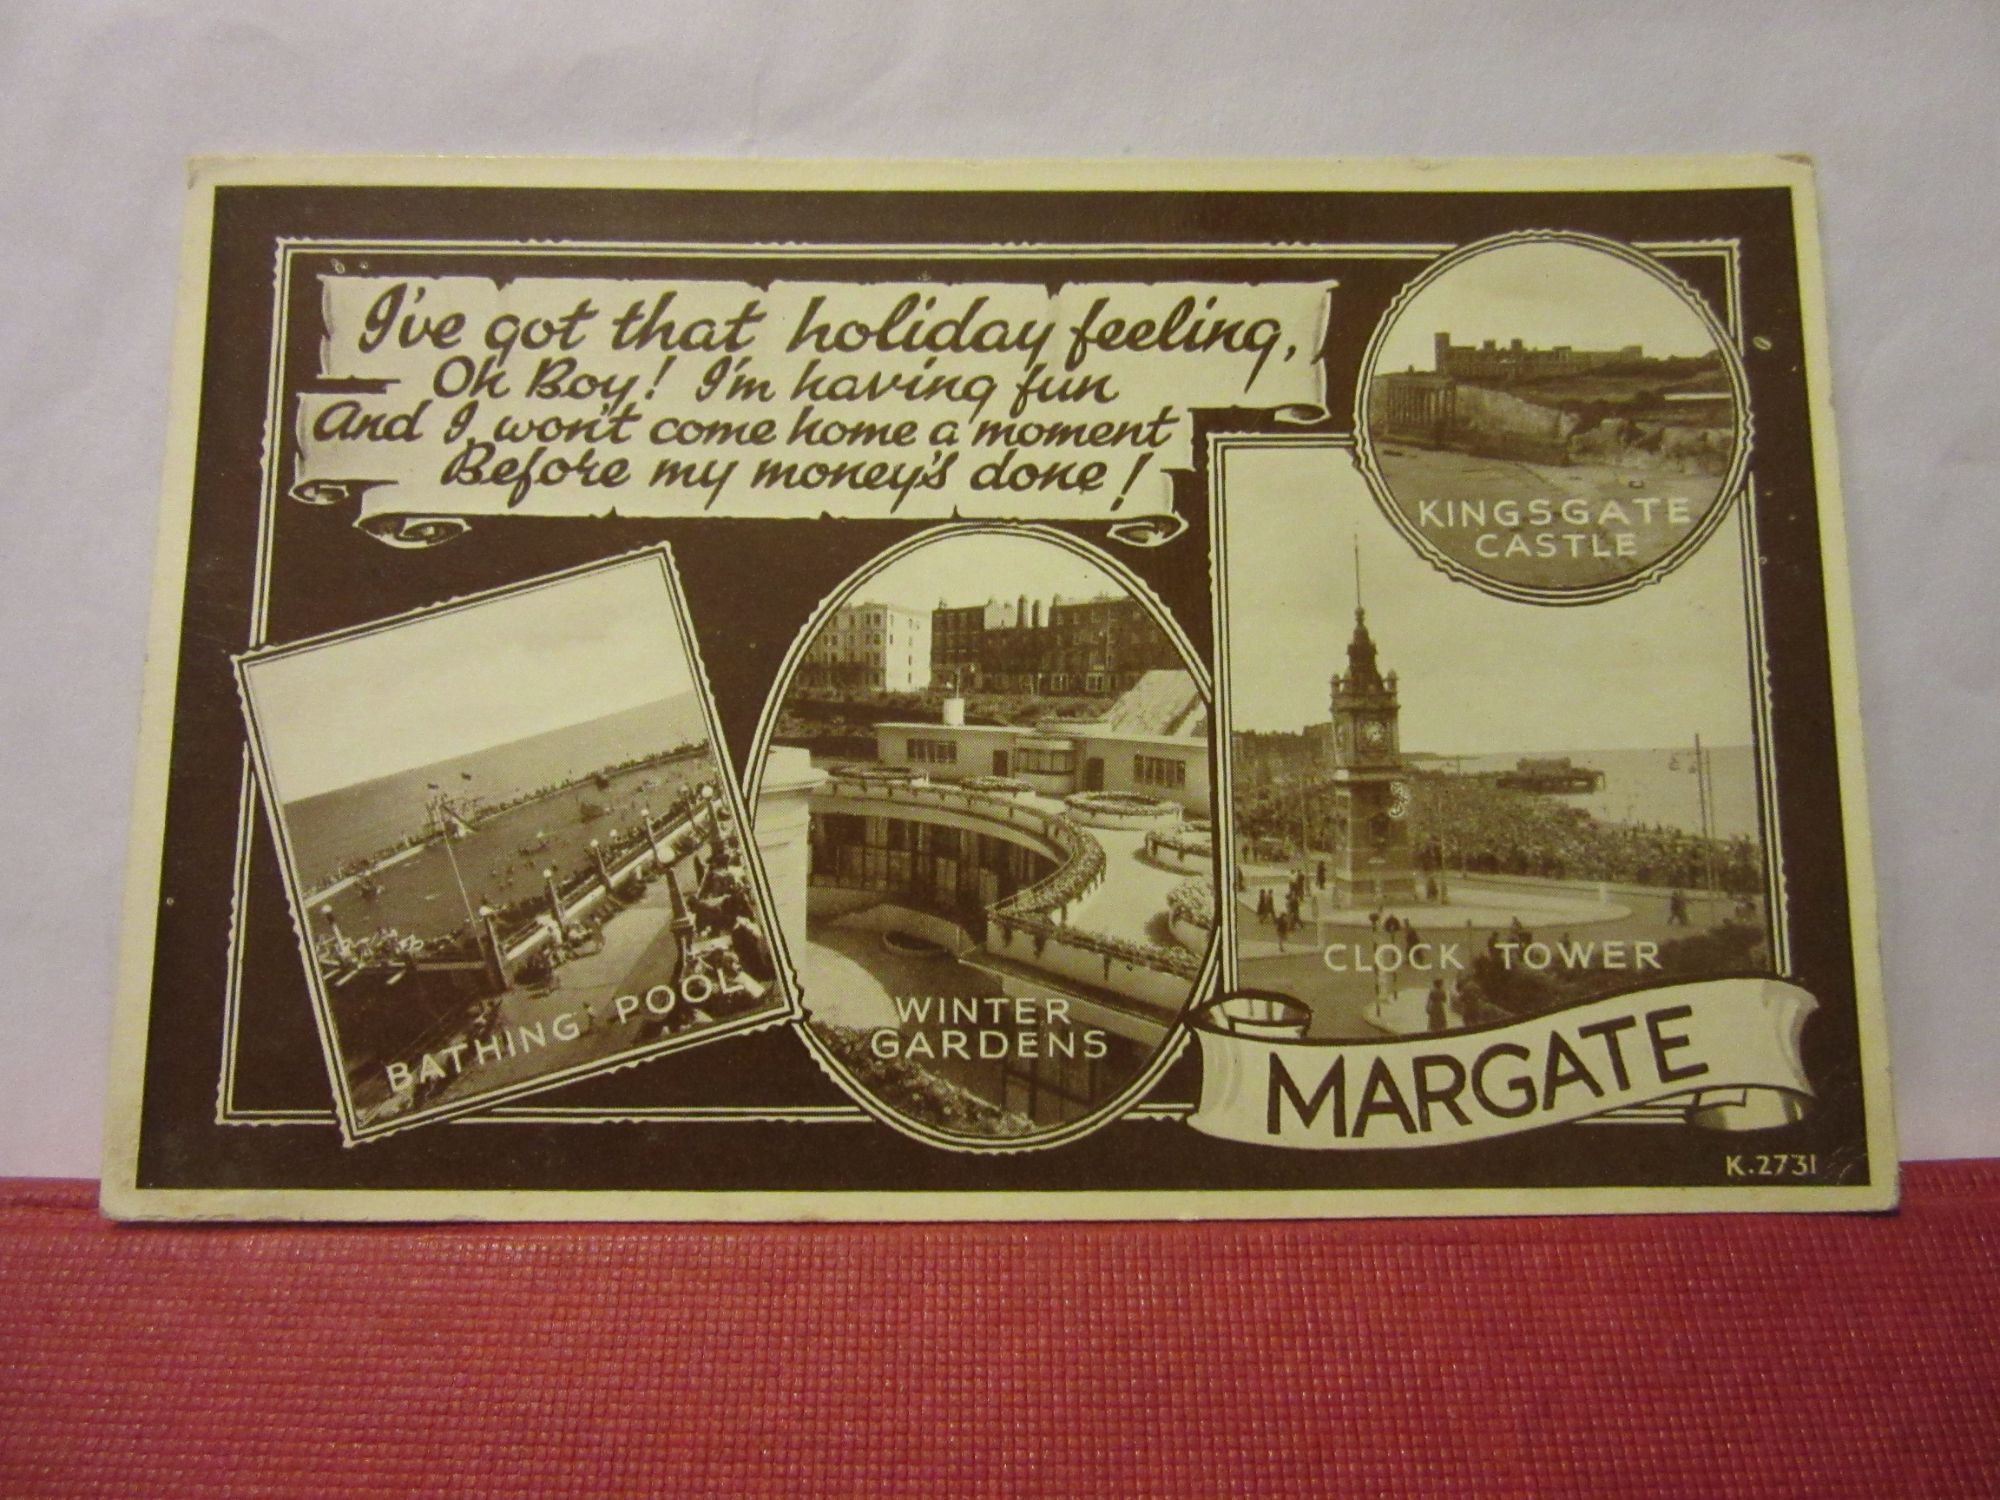 I've got that holiday feeling,
Oh Boy! I'm having fun
And I won't come home a moment
Before my money's done!
KINGSGATE
CASTLE
BATHING POOL
WINTER
GARDENS
CLOCK TOWER
MARGATE
K.2731